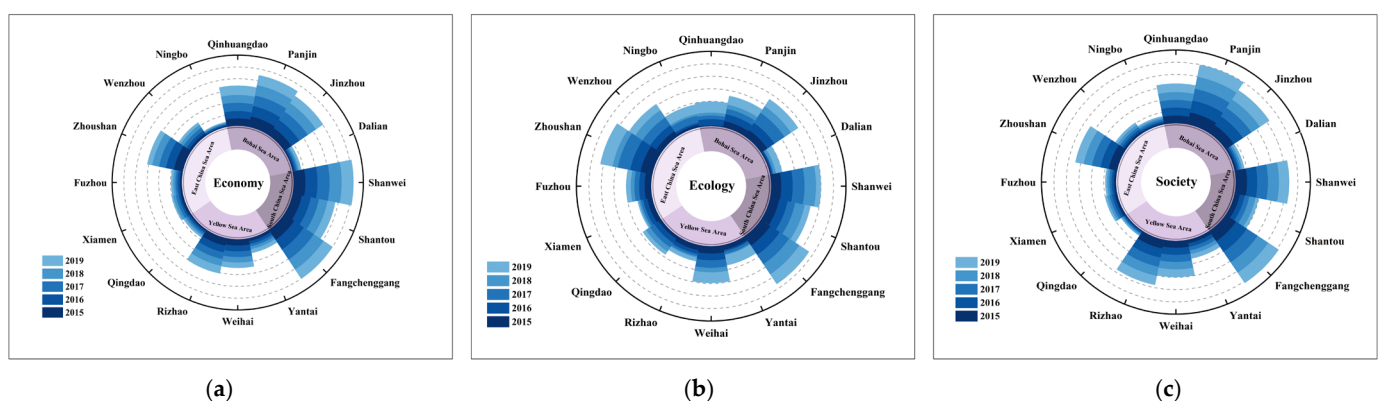 Qinhuangdao
Panjin
Jinzhou
Dalian
Shanwei
Shantou
Fangchenggang
Yantai
Weihai
Rizhao
Qingdao
Xiamen
Fuzhou
Zhoushan
Wenzhou
Ningbo
Bohai Sea Area
South China Sea Area
Yellow Sea Area
East China Sea Area
Economy
2019
2018
2017
2016
2015
(a)
Qinhuangdao
Panjin
Jinzhou
Dalian
Shanwei
Shantou
Fangchenggang
Yantai
Weihai
Rizhao
Qingdao
Xiamen
Fuzhou
Zhoushan
Wenzhou
Ningbo
Bohai Sea Area
South China Sea Area
Yellow Sea Area
East China Sea Area
Ecology
2019
2018
2017
2016
2015
(b)
Qinhuangdao
Panjin
Jinzhou
Dalian
Shanwei
Shantou
Fangchenggang
Yantai
Weihai
Rizhao
Qingdao
Xiamen
Fuzhou
Zhoushan
Wenzhou
Ningbo
Bohai Sea Area
South China Sea Area
Yellow Sea Area
East China Sea Area
Society
2019
2018
2017
2016
2015
(c)